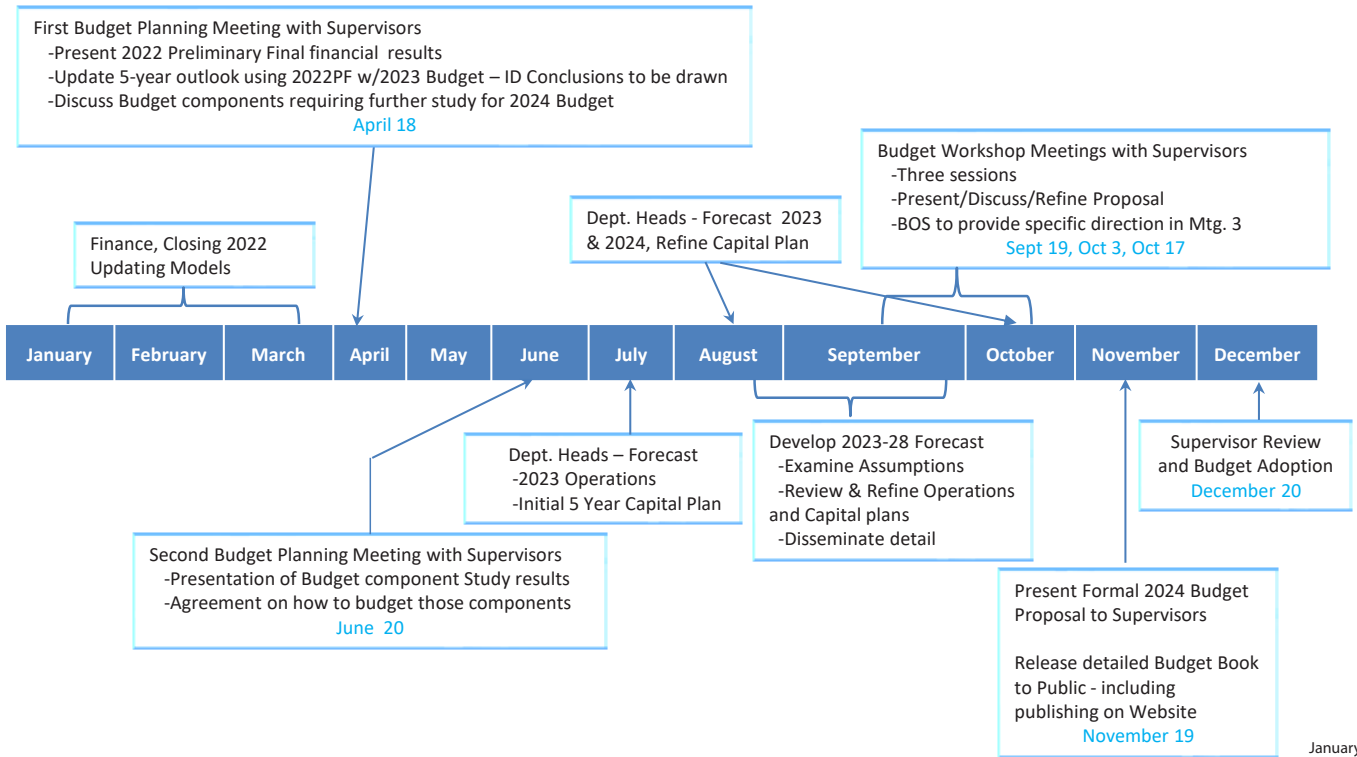 First Budget Planning Meeting with Supervisors
-Present 2022 Preliminary Final financial results
-Update 5-year outlook using 2022PF w/2023 Budget – ID Conclusions to be drawn
-Discuss Budget components requiring further study for 2024 Budget
April 18
Budget Workshop Meetings with Supervisors
-Three sessions
-Present/Discuss/Refine Proposal
-BOS to provide specific direction in Mtg. 3
Sept 19, Oct 3, Oct 17
Dept. Heads - Forecast 2023
& 2024, Refine Capital Plan
Finance, Closing 2022
Updating Models
January February March April May June July August September October November December
Dept. Heads – Forecast
-2023 Operations
-Initial 5 Year Capital Plan
Develop 2023-28 Forecast
-Examine Assumptions
-Review & Refine Operations
and Capital plans
-Disseminate detail
Supervisor Review
and Budget Adoption
December 20
Second Budget Planning Meeting with Supervisors
-Presentation of Budget component Study results
-Agreement on how to budget those components
June 20
Present Formal 2024 Budget
Proposal to Supervisors
Release detailed Budget Book
to Public - including
publishing on Website
November 19
January